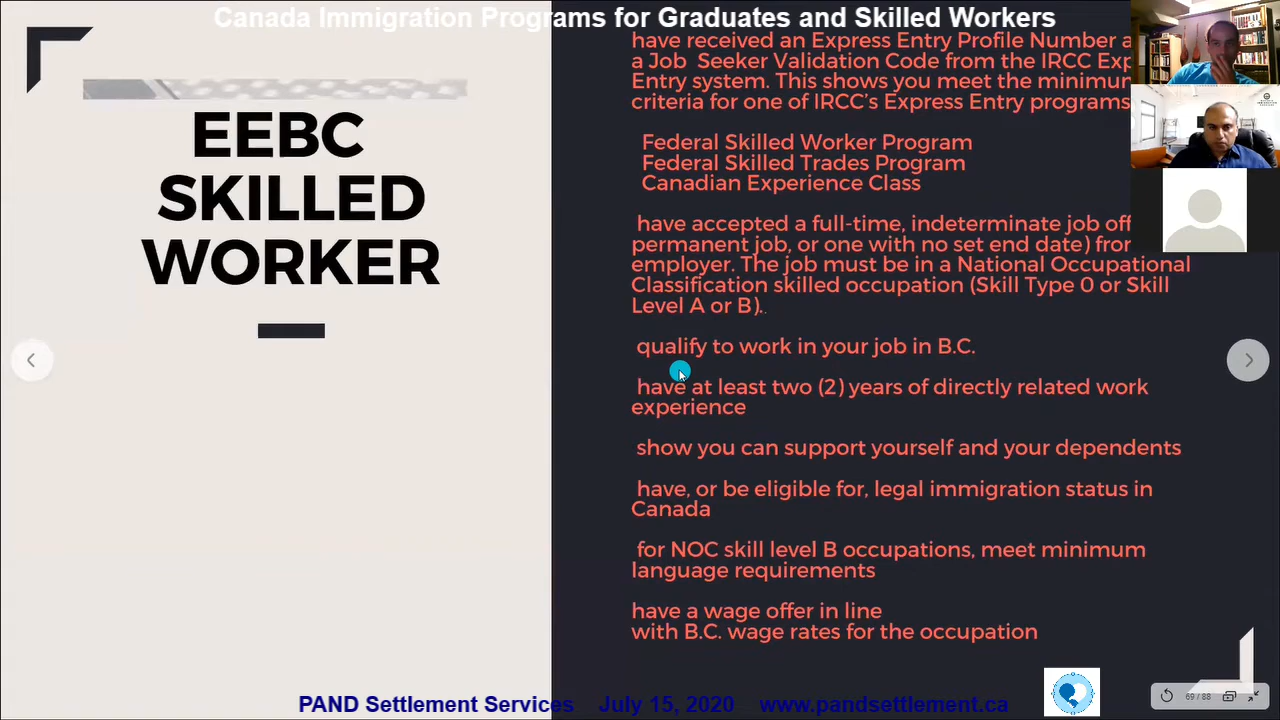 Canada Immigration Programs for Graduates and Skilled Workers
EEBC
SKILLED
WORKER
have received an Express Entry Profile Number
a Job Seeker Validation Code from the IRCC
Entry system. This shows you meet the
criteria for one of IRCC's Express Entry programs
Federal Skilled Worker Program
Federal Skilled Trades Program
Canadian Experience Class
have accepted a full-time, indeterminate job
permanent job, or one with no set end date)
employer. The job must be in a National Occupational
Classification skilled occupation (Skill Type 0 or Skill
Level A or B).
qualify to work in your job in B.C.
have at least two (2) years of directly related work
experience
show you can support yourself and your dependents
have, or be eligible for, legal immigration status in
Canada
for NOC skill level B occupations, meet minimum
language requirements
have a wage offer in line
with B.C. wage rates for the occupation
69 / 88
PAND Settlement Services July 15, 2020 www.pandsettlement.ca